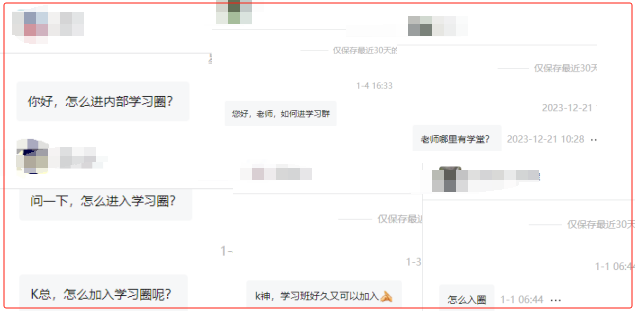 你好，怎么进内部学习圈？
问一下，怎么进入学习圈？
K总，怎么加入学习圈呢？
仅保存最近30天的
1-4 16:33
您好，老师，如何进学习群
仅保存最近
1-3
k神，学习班好久又可以加入
仅保存最近30天
2023-12-21
老师哪里有学堂？ 2023-12-21 10:28 ··
仅保存最近30天
1-1 06:44
怎么入圈 1-1 06:44 ···